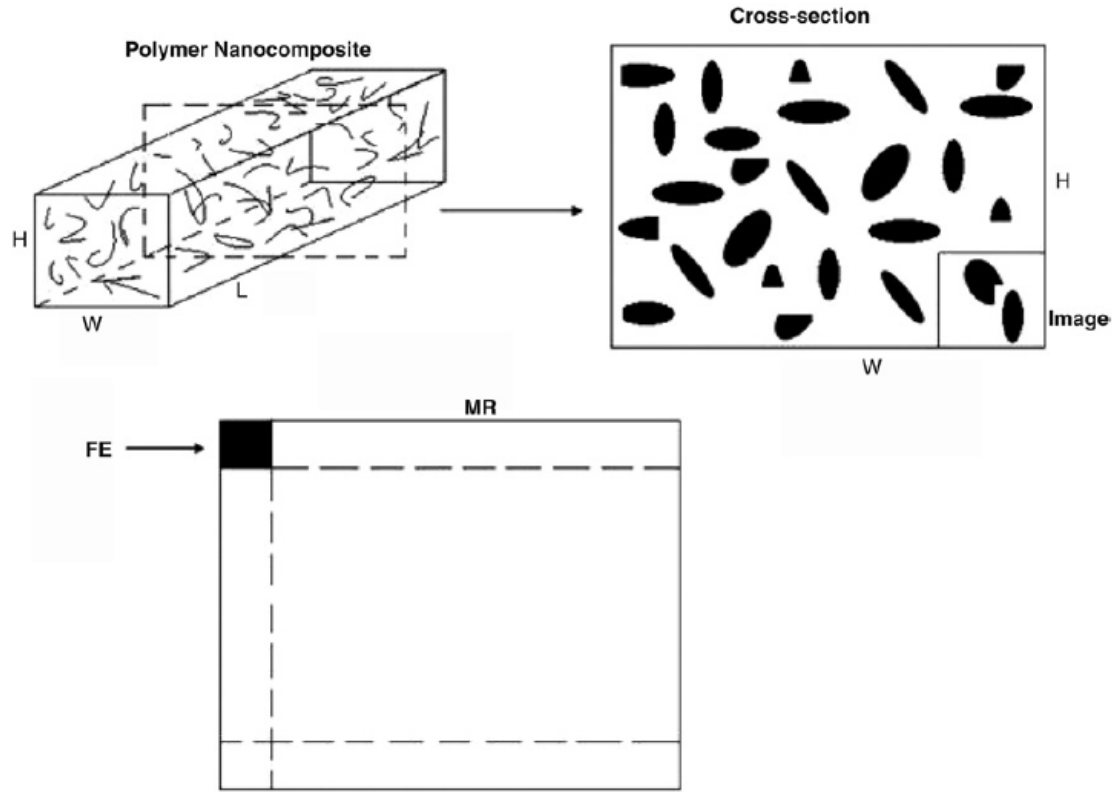 Cross-section
Polymer Nanocomposite
H
W
L
H
Image
W
MR
FE